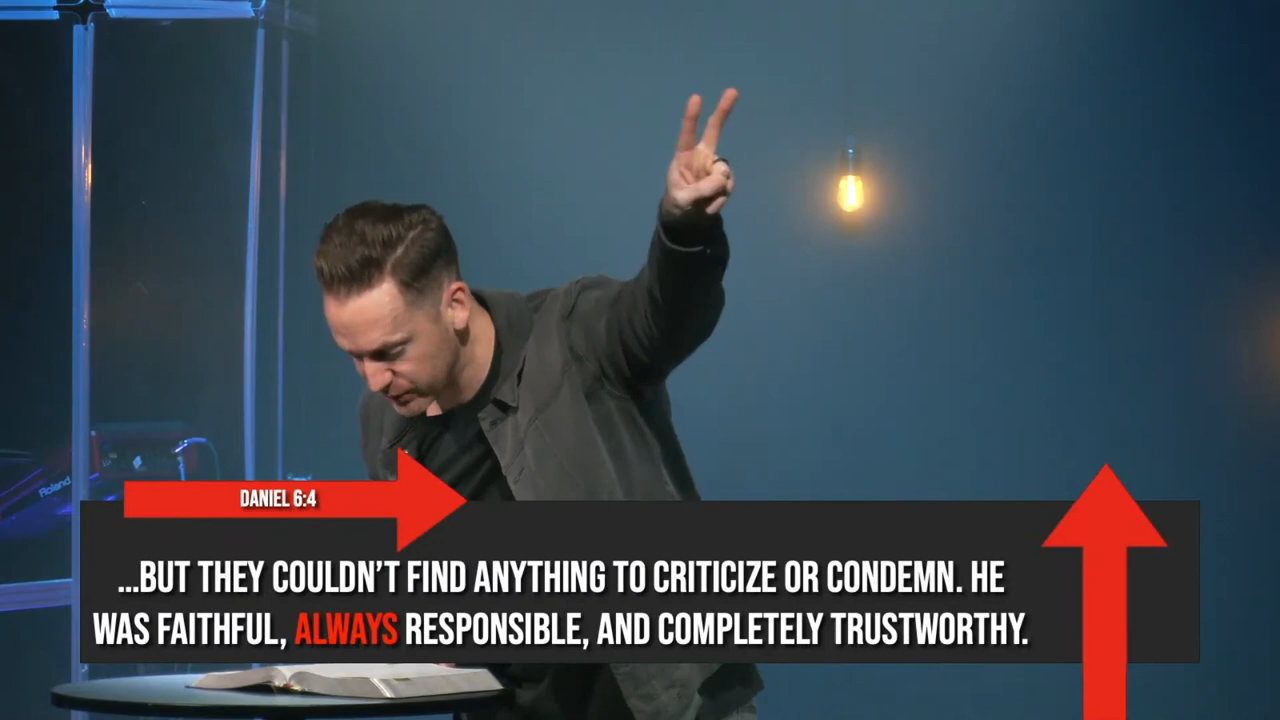 Roland
DANIEL 6:4
...BUT THEY COULDN'T FIND ANYTHING TO CRITICIZE OR CONDEMN. HE
WAS FAITHFUL, ALWAYS RESPONSIBLE, AND COMPLETELY TRUSTWORTHY.